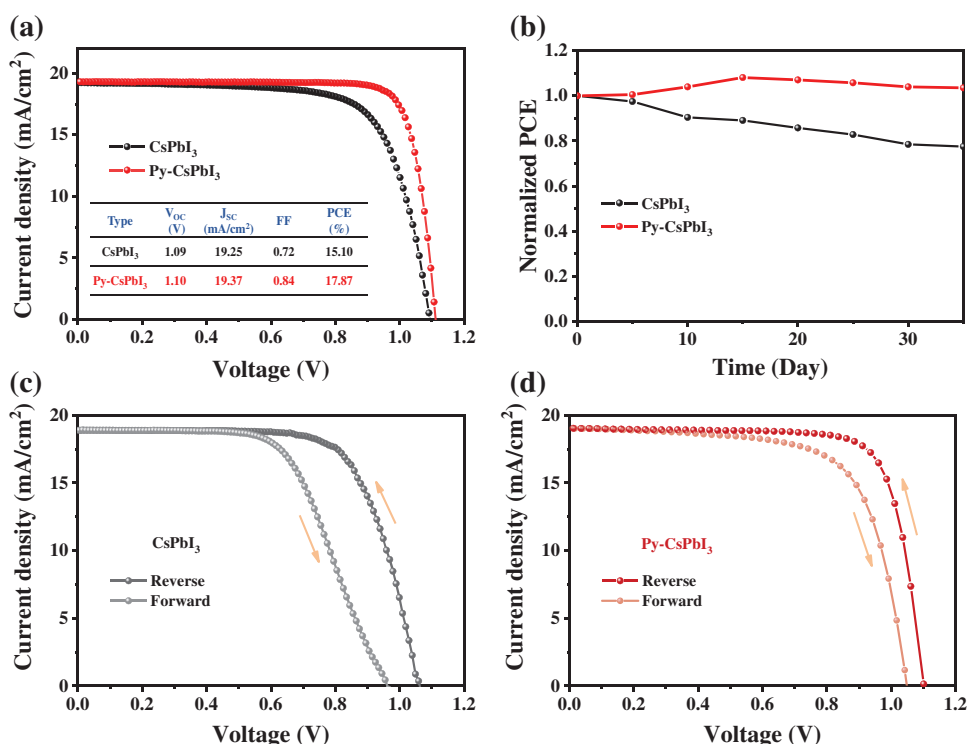 (a)
Current density (mA/cm²)
20
15
10
5
0
CsPbI₃
Py-CsPbI₃
Type V_OC (V) J_SC (mA/cm²) FF PCE (%)
CsPbI₃ 1.09 19.25 0.72 15.10
Py-CsPbI₃ 1.10 19.37 0.84 17.87
0.0 0.2 0.4 0.6 0.8 1.0 1.2
Voltage (V)
(b)
Normalized PCE
1.2
1.0
0.8
0.6
0.4
0.2
0.0
CsPbI₃
Py-CsPbI₃
0 10 20 30
Time (Day)
(c)
Current density (mA/cm²)
20
15
10
5
0
CsPbI₃
Reverse
Forward
0.0 0.2 0.4 0.6 0.8 1.0 1.2
Voltage (V)
(d)
Current density (mA/cm²)
20
15
10
5
0
Py-CsPbI₃
Reverse
Forward
0.0 0.2 0.4 0.6 0.8 1.0 1.2
Voltage (V)